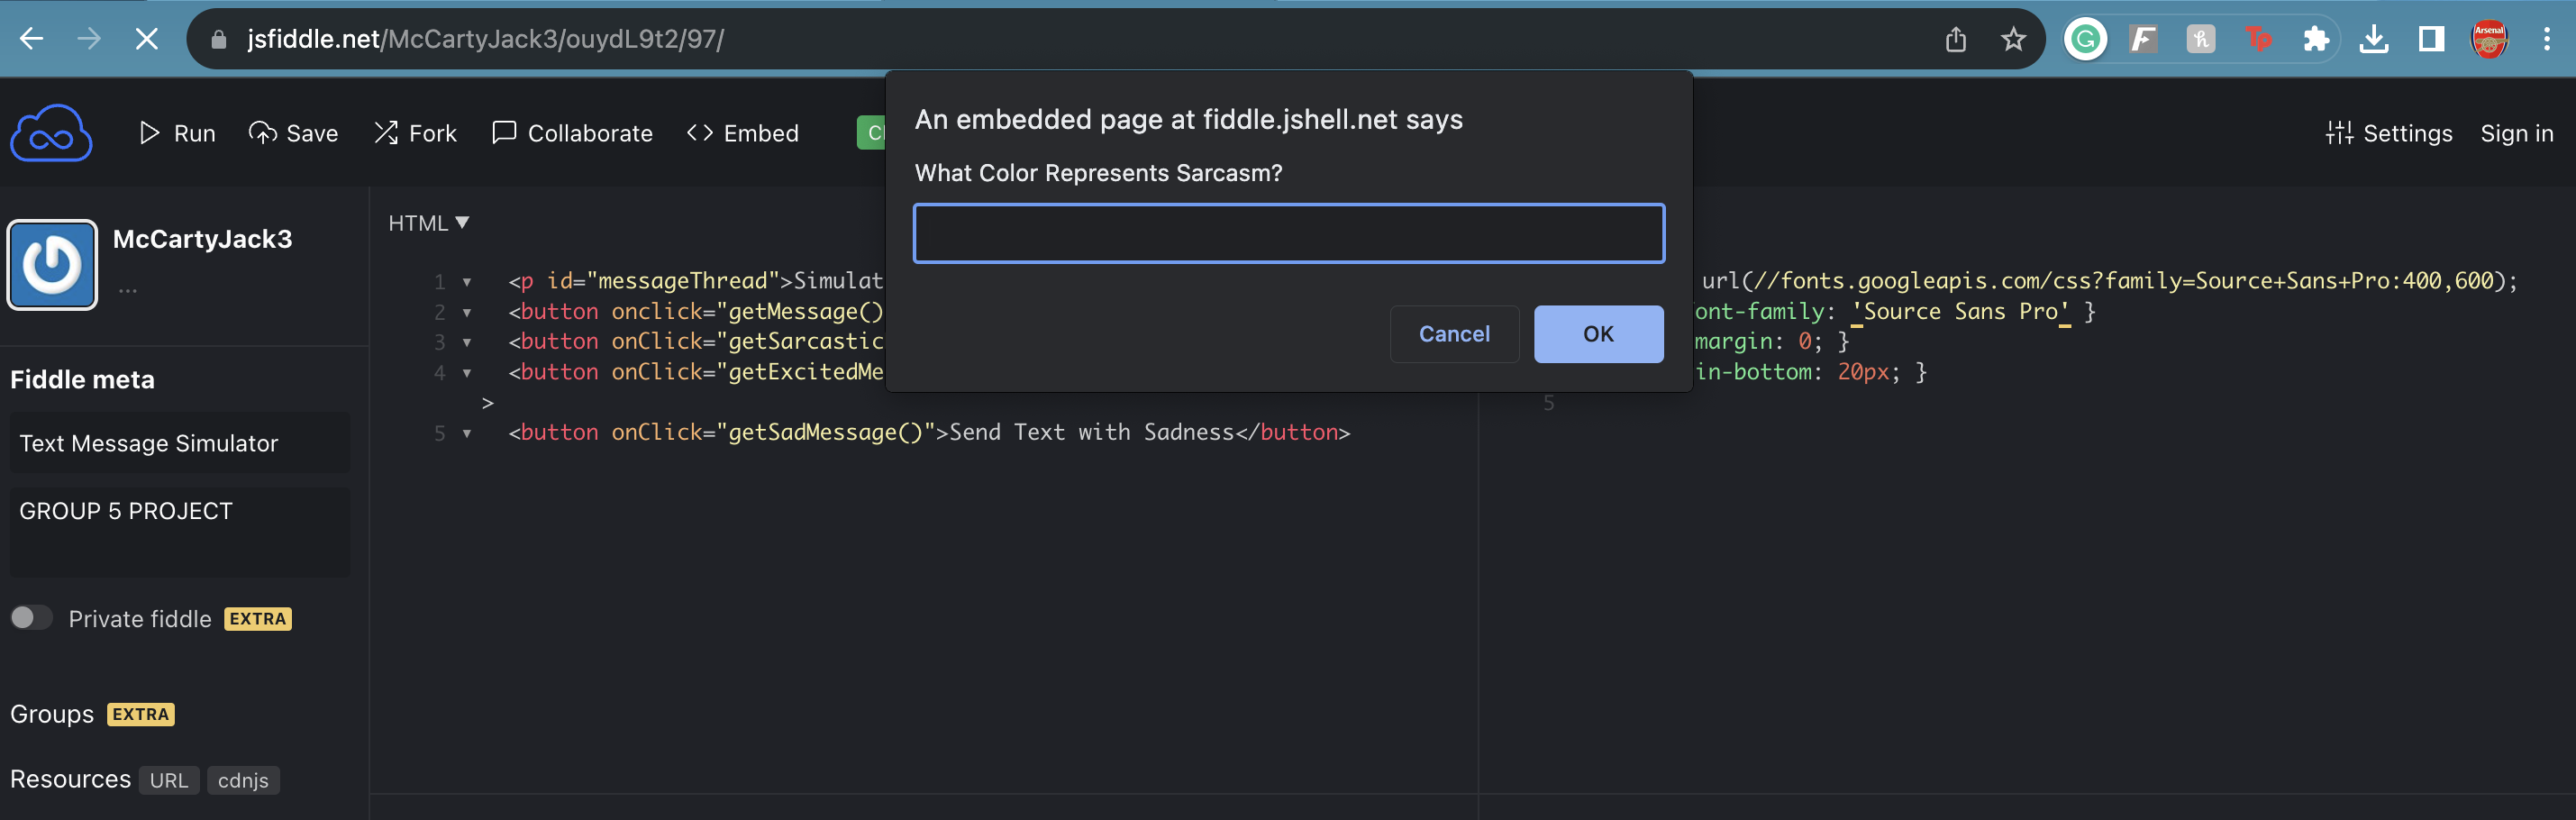 jsfiddle.net/McCartyJack3/ouydL9t2/97/
Run Save Fork Collaborate Embed
Settings Sign in
An embedded page at fiddle.jshell.net says
What Color Represents Sarcasm?
Cancel OK
McCartyJack3
...
Fiddle meta
Text Message Simulator
GROUP 5 PROJECT
Private fiddle EXTRA
Groups EXTRA
Resources URL cdnjs
HTML ▼
1 <p id="messageThread">Simulat
2 <button onclick="getMessage()
3 <button onClick="getSarcastic
4 <button onClick="getExcitedMe
>
5 <button onClick="getSadMessage()">Send Text with Sadness</button>
url(//fonts.googleapis.com/css?family=Source+Sans+Pro:400,600);
ont-family: 'Source Sans Pro' }
margin: 0; }
in-bottom: 20px; }
5
Arsenal